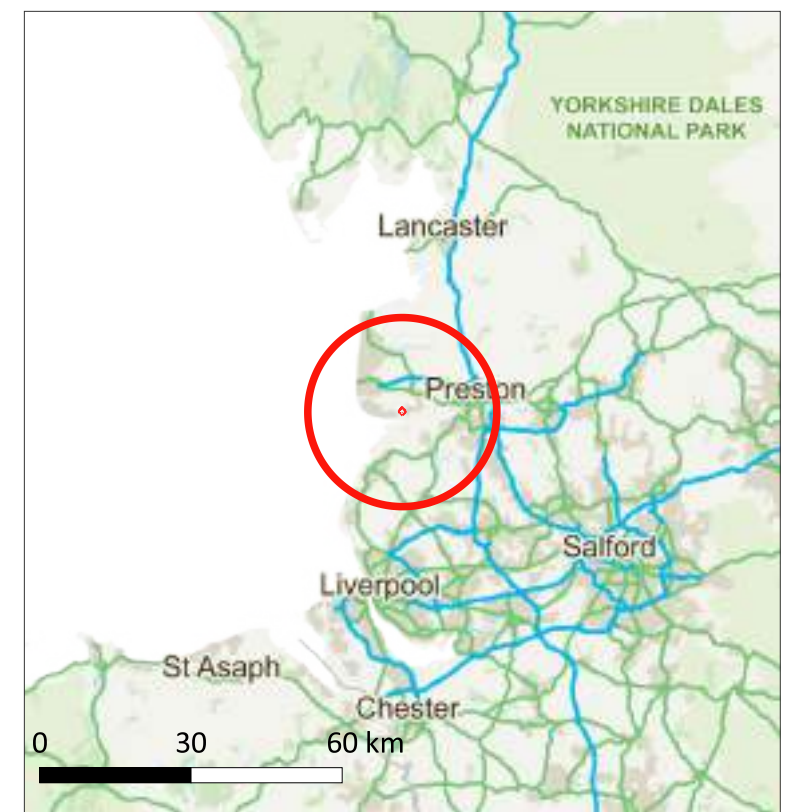 YORKSHIRE DALES
NATIONAL PARK
Lancaster
Preston
Salford
Liverpool
St Asaph
Chester
0 30 60 km